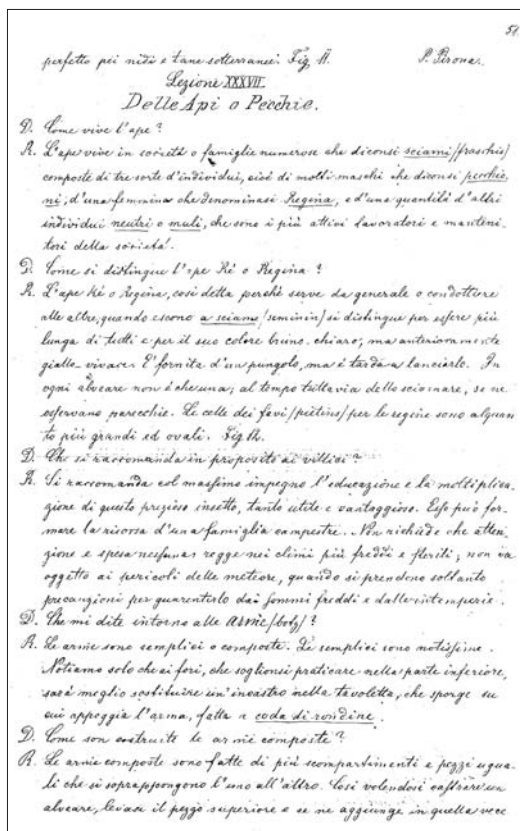 51
perfetto pei nidi e tane sotterranei. Fig. 11. P. Pirona.
Lezione XXXVII.
Delle Api o Pecchie.
D. Come vive l'ape?
R. L'ape vive in società o famiglie numerose che diconsi sciami (fraschie)
composte di tre sorte d'individui, cioè di molti maschi che diconsi pecchio,
ni, d'una femmina che denominasi Regina, e d'una quantità d'altri
individui neutri o muli, che sono i più attivi lavoratori e manteni,
tori della società.
D. Come si distingue l'ape Rè o Regina?
R. L'ape Rè o Regina, così detta perchè serve da generale o condottiere
alle altre, quando escono a sciame (seminin) si distingue per essere più
lunga di tutti e per il suo colore bruno-chiaro; ma anteriormente
giallo-vivace. E' fornita d'un pungolo, ma è tarda a lanciarlo. In
ogni alveare non è che una; al tempo tuttavia dello sciamare, se ne
osservano parecchie. Le celle dei favi (piètins) per le regine sono alquan
to più grandi ed ovali. Fig. 12.
D. Che si raccomanda in proposito ai villici?
R. Si raccomanda col massimo impegno l'educazione e la moltiplica,
zione di questo prezioso insetto, tanto utile e vantaggioso. Esso può for,
mare la risorsa d'una famiglia campestre. Non richiede che atten,
zione e spesa nessuna: regge nei climi più freddi e sterili; non va
oggetto ai pericoli delle meteore, quando si prendono soltanto
precauzioni per guarentirlo dai sommi freddi e dalle intemperie.
D. Che mi dite intorno alle arnie (botz)?
R. Le arnie sono semplici o composte. Le semplici sono notissime.
Notiamo solo che ai fori, che soglionsi praticare nella parte inferiore,
sarà meglio sostituire un incastro nella tavoletta, che sporge su
cui appoggia l'arma, fatta a coda di rondine.
D. Come son costruite le arnie composte?
R. Le arnie composte sono fatte di più scompartimenti e pezzi ugua,
li che si soprappongono l'uno all'altro. Così volendosi castrare un
alveare, levasi il pezzo superiore e se ne aggiunge in quella vece